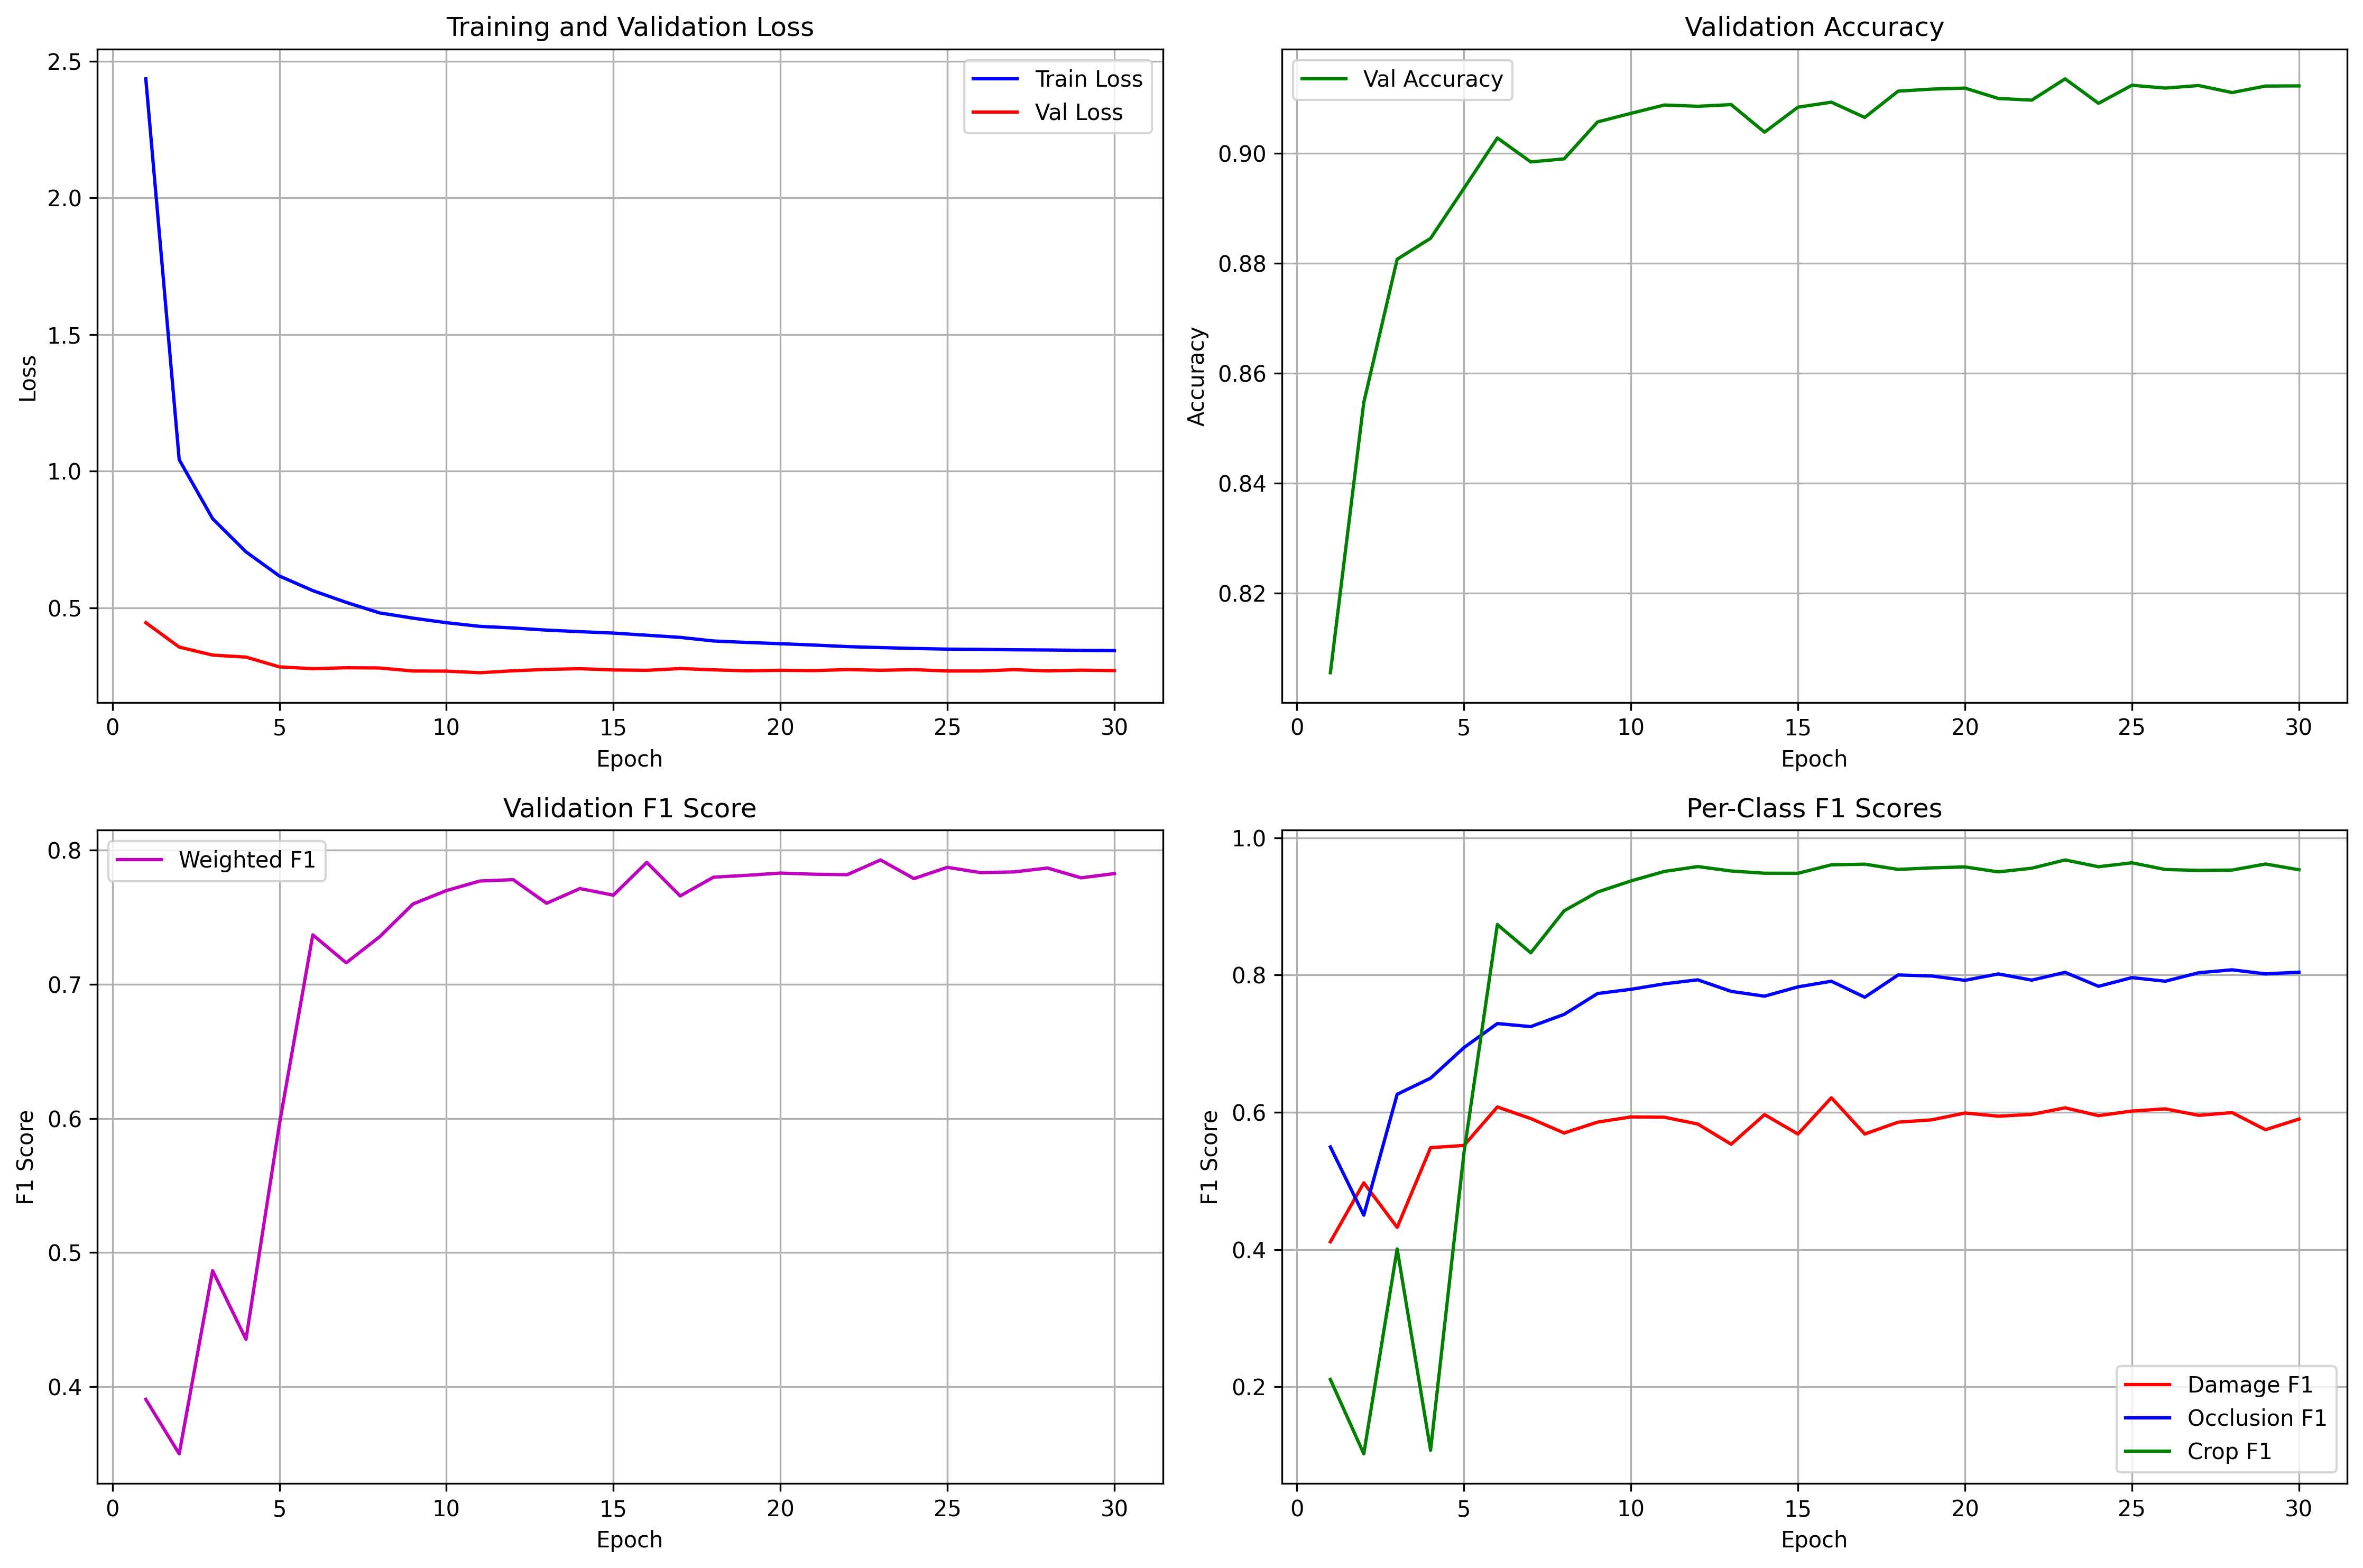 Training and Validation Loss
2.5
2.0
1.5
1.0
0.5
Loss
Train Loss
Val Loss
0 5 10 15 20 25 30
Epoch
Validation Accuracy
0.90
0.88
0.86
0.84
0.82
Accuracy
Val Accuracy
0 5 10 15 20 25 30
Epoch
Validation F1 Score
0.8
0.7
0.6
0.5
0.4
F1 Score
Weighted F1
0 5 10 15 20 25 30
Epoch
Per-Class F1 Scores
1.0
0.8
0.6
0.4
0.2
F1 Score
Damage F1
Occlusion F1
Crop F1
0 5 10 15 20 25 30
Epoch